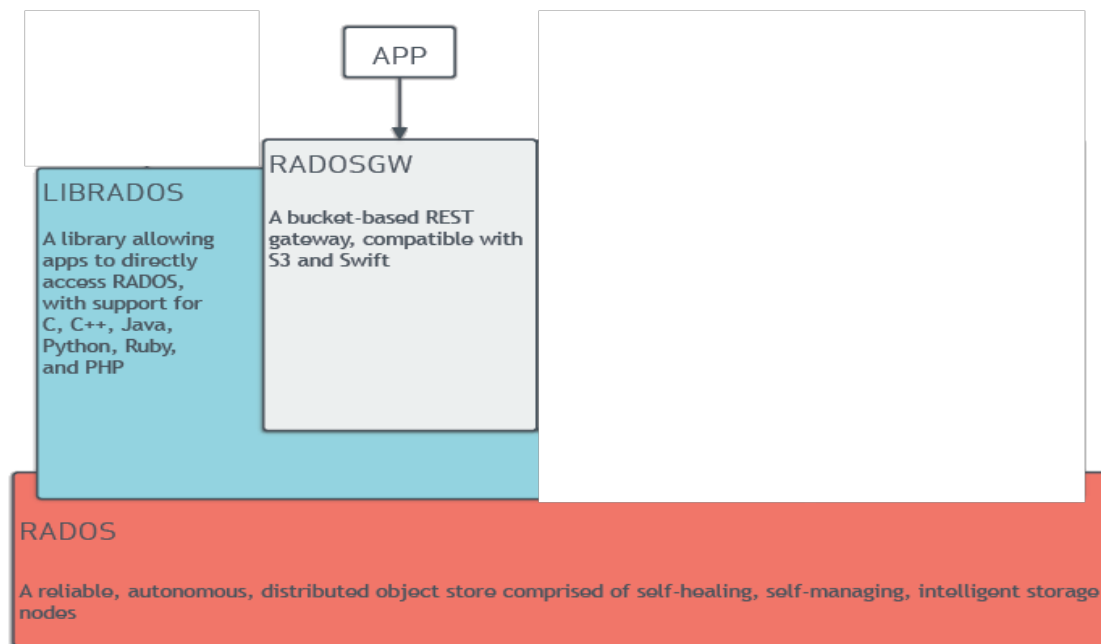 APP
RADOSGW
A bucket-based REST
gateway, compatible with
S3 and Swift
LIBRADOS
A library allowing
apps to directly
access RADOS,
with support for
C, C++, Java,
Python, Ruby,
and PHP
RADOS
A reliable, autonomous, distributed object store comprised of self-healing, self-managing, intelligent storage
nodes